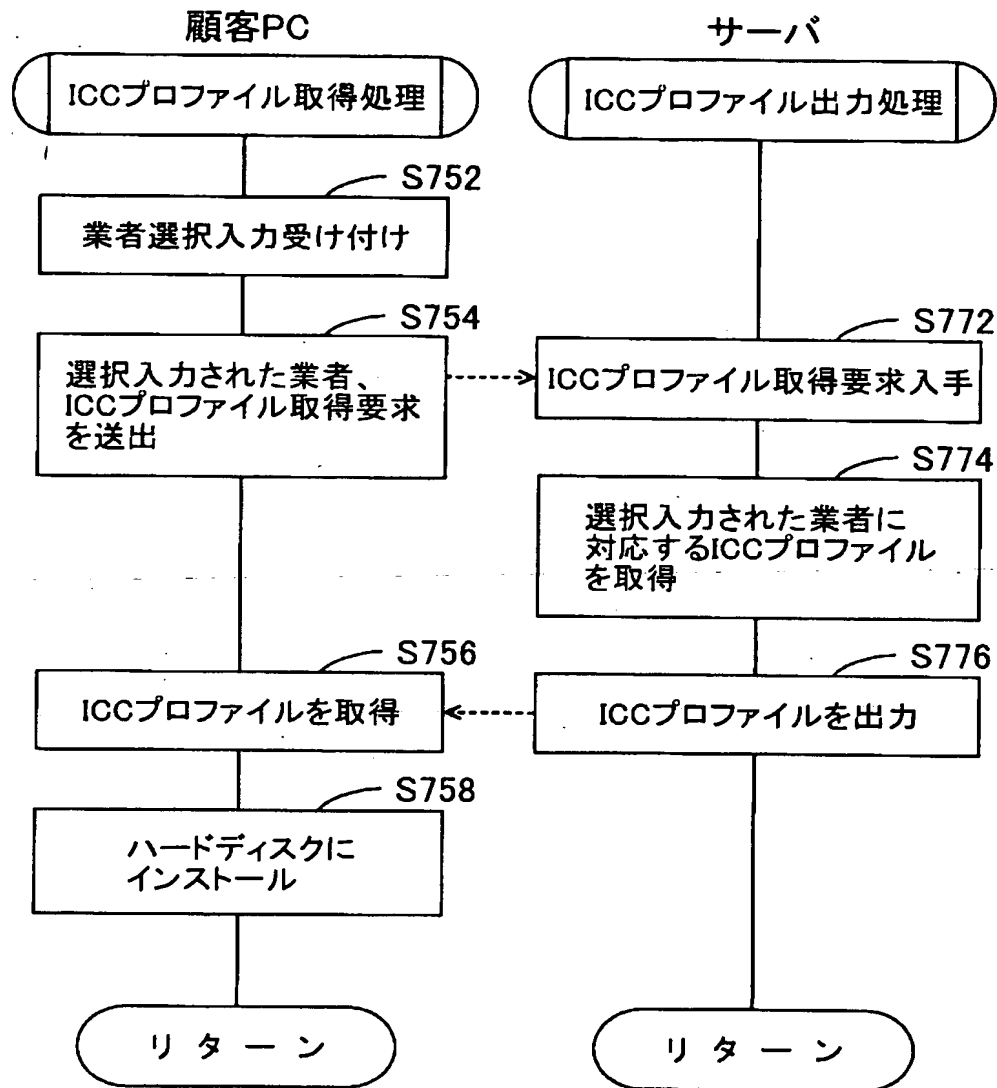 顧客PC
ICCプロファイル取得処理
S752
業者選択入力受け付け
S754
選択入力された業者、
ICCプロファイル取得要求
を送出
S756
ICCプロファイルを取得
S758
ハードディスクに
インストール
リターン
サーバ
ICCプロファイル出力処理
S772
ICCプロファイル取得要求入手
S774
選択入力された業者に
対応するICCプロファイル
を取得
S776
ICCプロファイルを出力
リターン